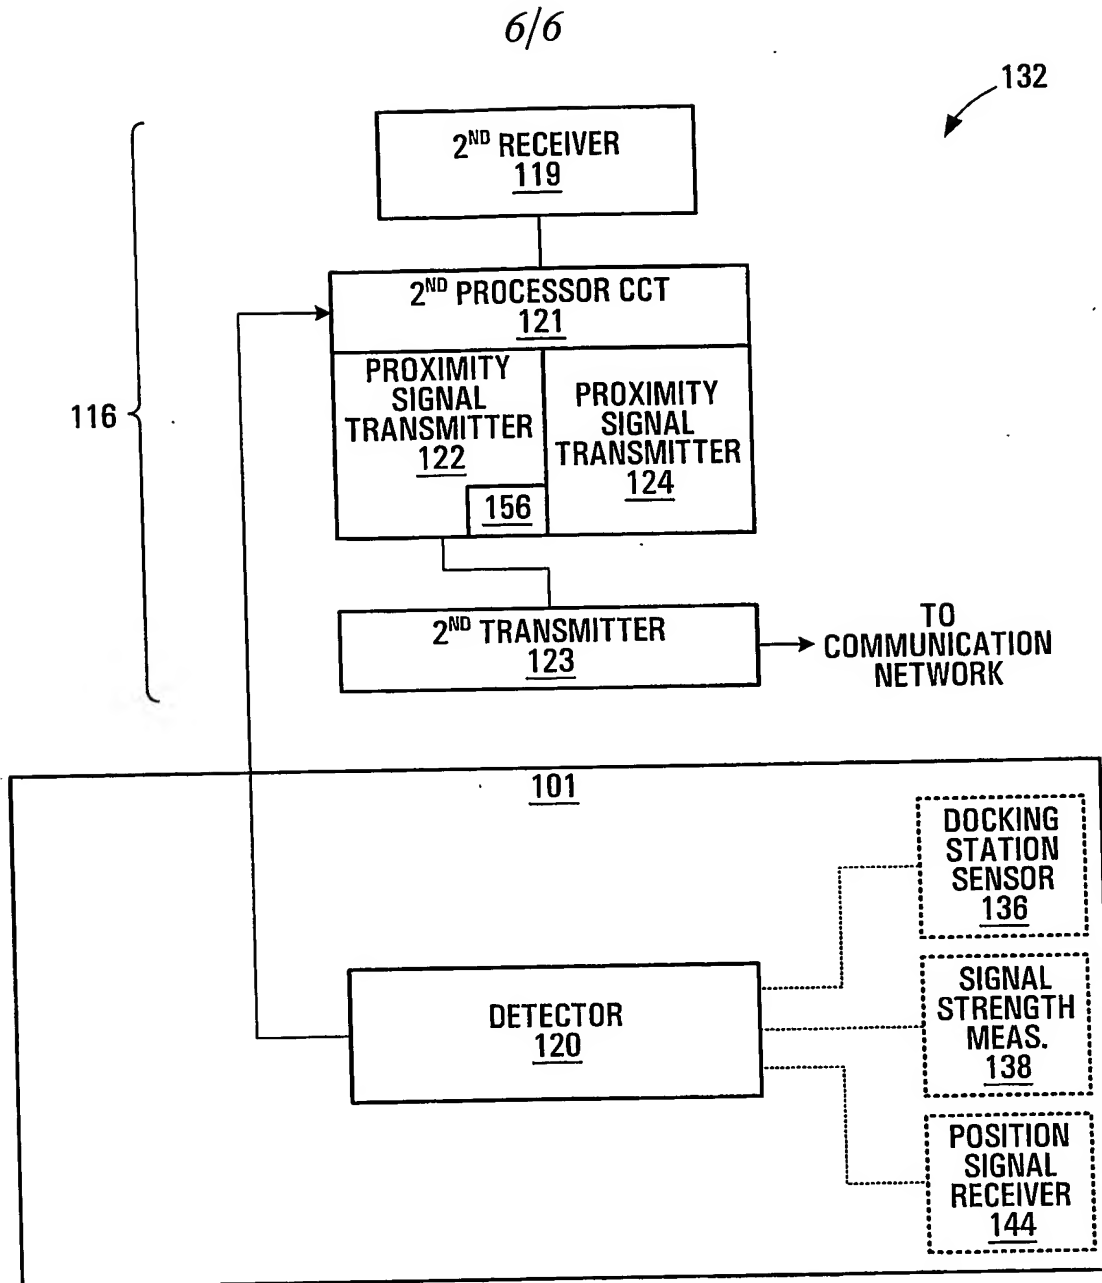 6/6
132
2ND RECEIVER
119
2ND PROCESSOR CCT
121
PROXIMITY
SIGNAL
TRANSMITTER
122
156
PROXIMITY
SIGNAL
TRANSMITTER
124
116
2ND TRANSMITTER
123
TO
COMMUNICATION
NETWORK
101
DOCKING
STATION
SENSOR
136
DETECTOR
120
SIGNAL
STRENGTH
MEAS.
138
POSITION
SIGNAL
RECEIVER
144